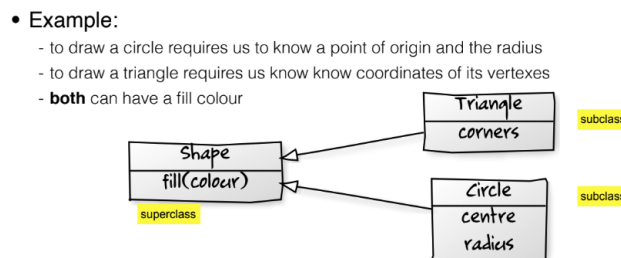 • Example:
- to draw a circle requires us to know a point of origin and the radius
- to draw a triangle requires us know know coordinates of its vertexes
- both can have a fill colour
Triangle
corners
subclass
Shape
fill(colour)
superclass
Circle
centre
radius
subclass